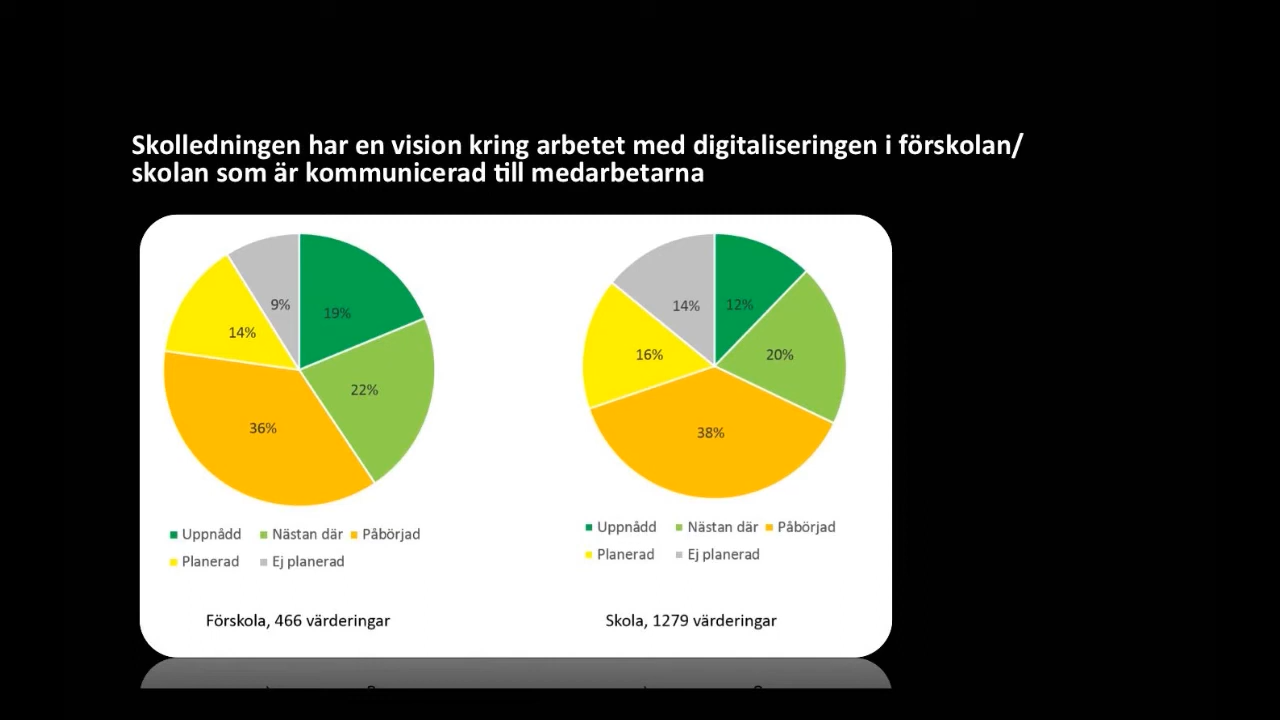 Skolledningen har en vision kring arbetet med digitaliseringen i förskolan/
skolan som är kommunicerad till medarbetarna
9%
19%
14%
22%
36%
Uppnådd Nästan där Påbörjad
Planerad Ej planerad
Förskola, 466 värderingar
14%
12%
16%
20%
38%
Uppnådd Nästan där Påbörjad
Planerad Ej planerad
Skola, 1279 värderingar